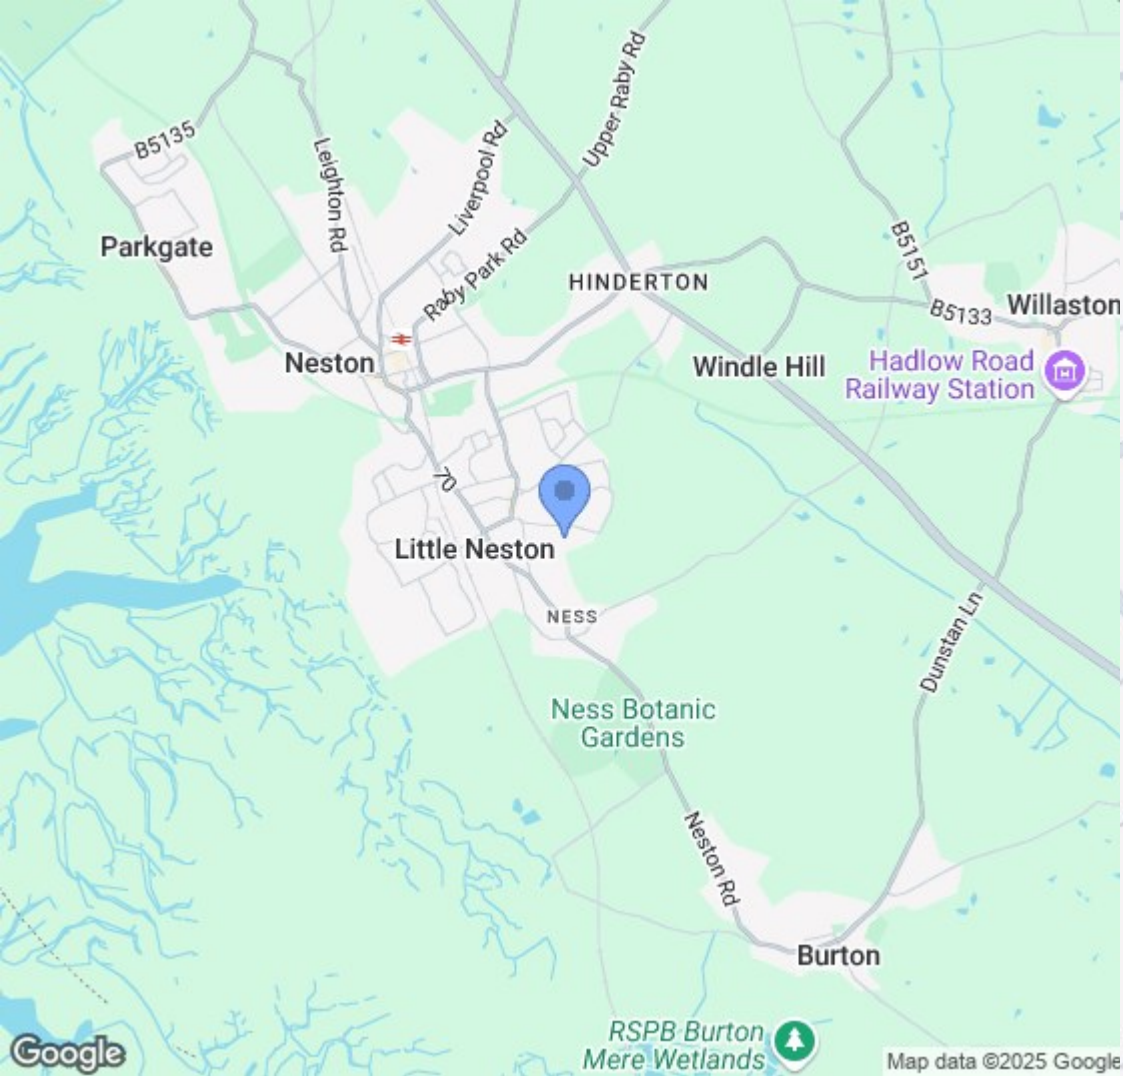 B5135
Leighton Rd
Liverpool Rd
Upper Raby Rd
Parkgate
Raby Park Rd
HINDERTON
B5151
B5133
Willaston
Neston
Windle Hill
Hadlow Road
Railway Station
70
Little Neston
NESS
Dunstan Ln
Ness Botanic
Gardens
Neston Rd
Burton
RSPB Burton
Mere Wetlands
Google
Map data ©2025 Google